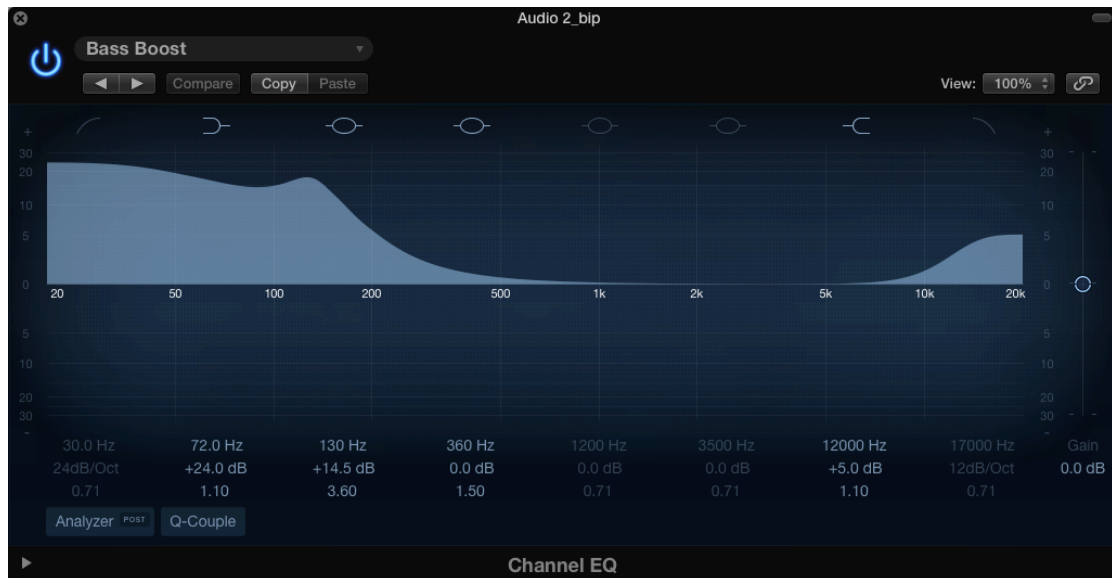 Audio 2_bip
Bass Boost
Compare Copy Paste View: 100%
+ +
30 30
20 20
10 10
5 5
0 20 50 100 200 500 1k 2k 5k 10k 20k 0
5 5
10 10
20 20
30 30
- -
30.0 Hz 72.0 Hz 130 Hz 360 Hz 1200 Hz 3500 Hz 12000 Hz 17000 Hz Gain
24dB/Oct +24.0 dB +14.5 dB 0.0 dB 0.0 dB 0.0 dB +5.0 dB 12dB/Oct 0.0 dB
0.71 1.10 3.60 1.50 0.71 0.71 1.10 0.71
Analyzer POST Q-Couple
Channel EQ